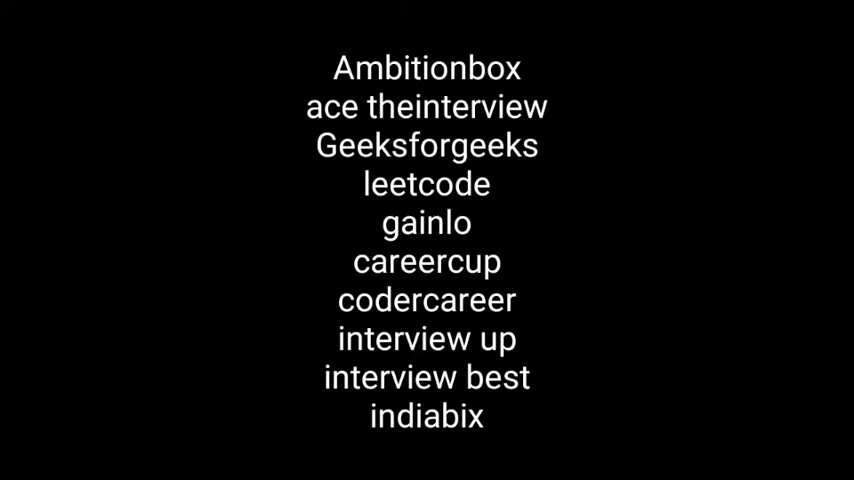 Ambitionbox
ace theinterview
Geeksforgeeks
leetcode
gainlo
careercup
codercareer
interview up
interview best
indiabix